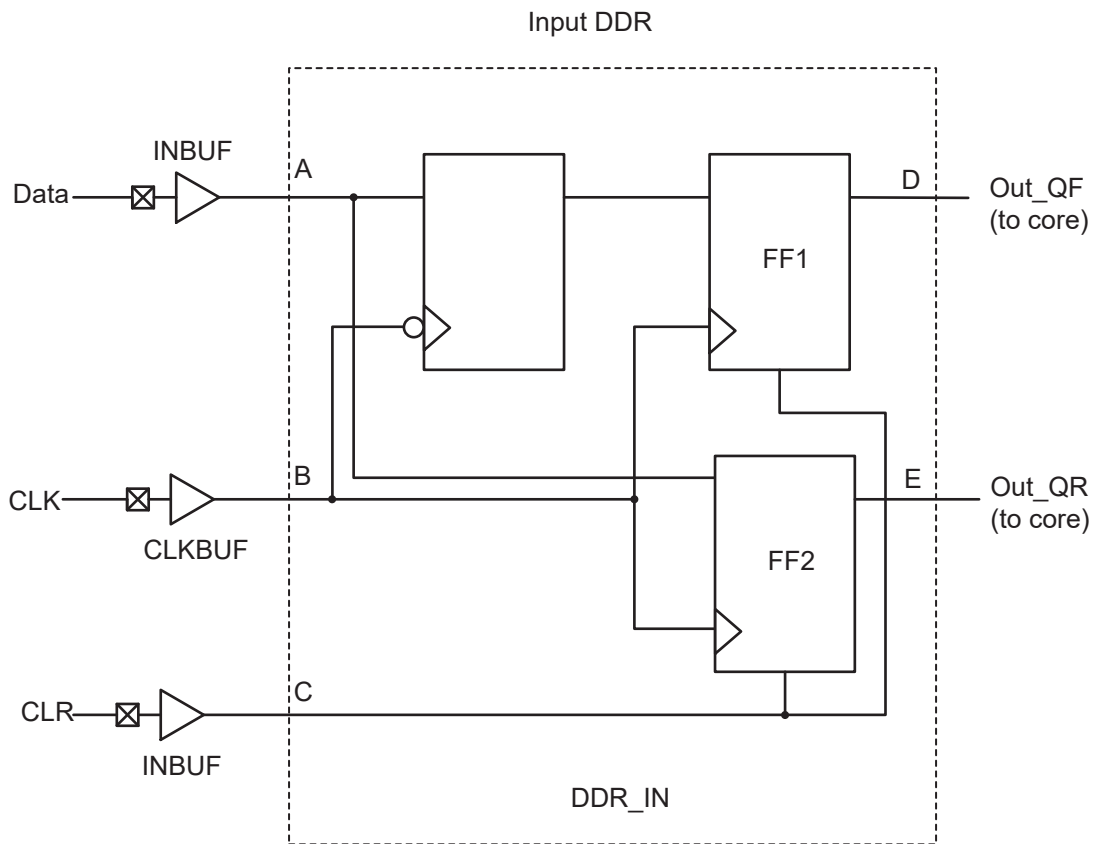 Input DDR
INBUF
Data
A
D
Out_QF
(to core)
FF1
B
CLK
CLKBUF
E
Out_QR
(to core)
FF2
C
CLR
INBUF
DDR_IN